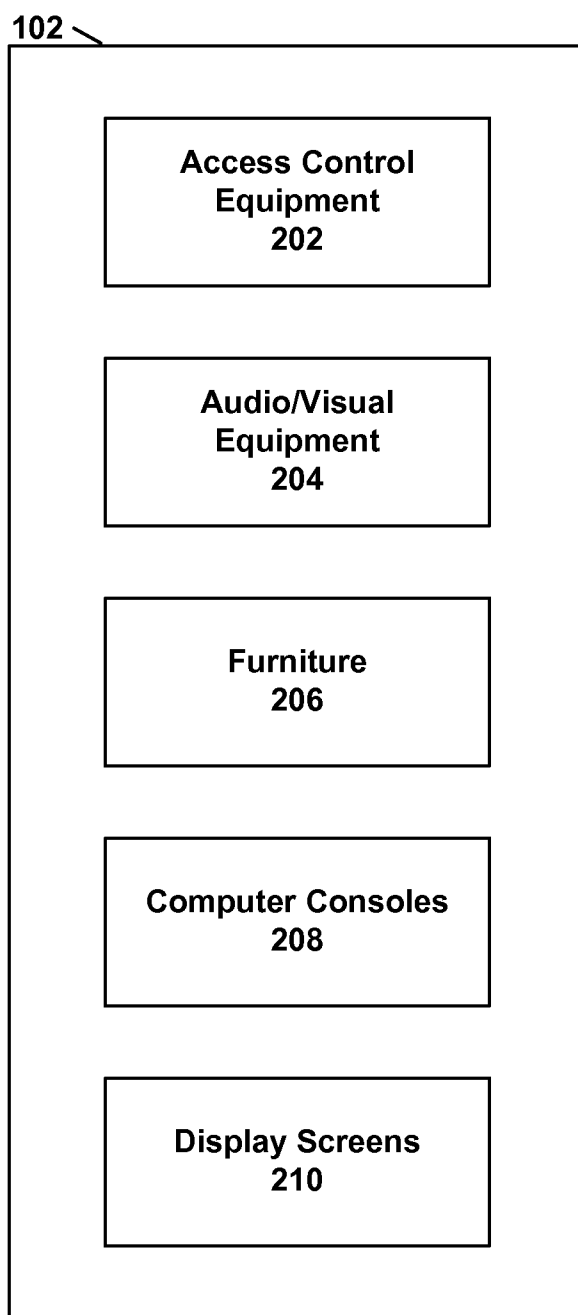 102
Access Control
Equipment
202
Audio/Visual
Equipment
204
Furniture
206
Computer Consoles
208
Display Screens
210